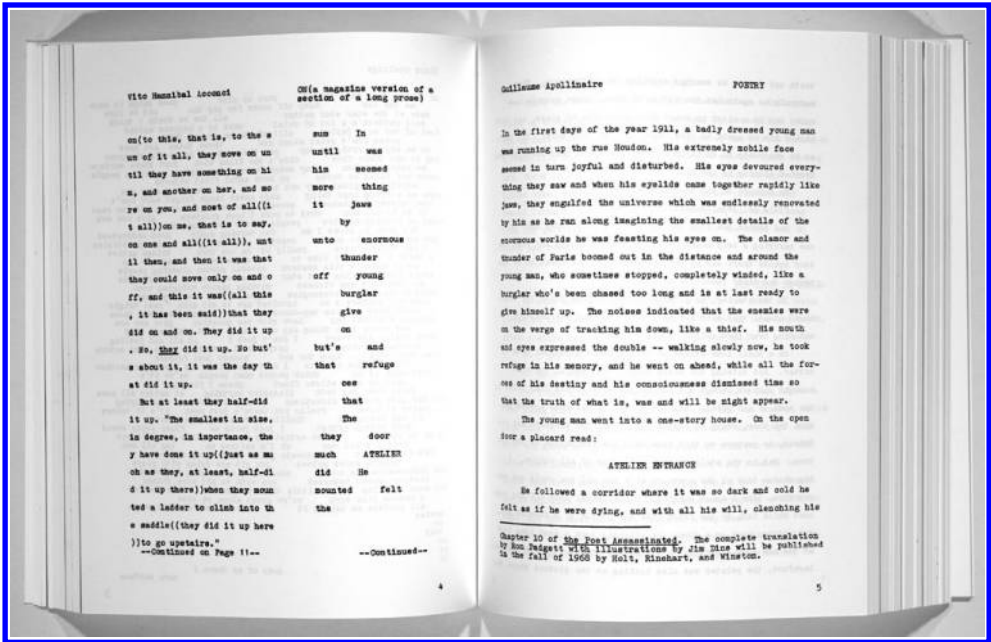 Vito Hannibal Acconci
ON(a magazine version of a
section of a long prose)
on(to this, that is, to the s
um of it all, they move on un
til they have something on hi
m, and another on her, and mo
re on you, and most of all((i
t all))on me, that is to say,
on one and all((it all)), unt
il then, and then it was that
they could move only on and o
ff, and this it was((all this
, it has been said))that they
did on and on. They did it up
. No, they did it up. No but'
s about it, it was the day th
at did it up.
But at least they half-did
it up. "The smallest in size,
in degree, in importance, the
y have done it up((just as mu
ch as they, at least, half-di
d it up there))when they moun
ted a ladder to climb into th
e saddle((they did it up here
))to go upstairs."
--Continued on Page 11--
sum In
until was
him seemed
more thing
it jaws
by
unto enormous
thunder
off young
burglar
give
on
but's and
that refuge
ces
that
The
they door
much ATELIER
did He
mounted felt
the
--Continued--
4
Guillaume Apollinaire POETRY
In the first days of the year 1911, a badly dressed young man
was running up the rue Houdon. His extremely mobile face
seemed in turn joyful and disturbed. His eyes devoured every-
thing they saw and when his eyelids came together rapidly like
jaws, they engulfed the universe which was endlessly renovated
by him as he ran along imagining the smallest details of the
enormous worlds he was feasting his eyes on. The clamor and
thunder of Paris boomed out in the distance and around the
young man, who sometimes stopped, completely winded, like a
burglar who's been chased too long and is at last ready to
give himself up. The noises indicated that the enemies were
on the verge of tracking him down, like a thief. His mouth
and eyes expressed the double -- walking slowly now, he took
refuge in his memory, and he went on ahead, while all the for-
ces of his destiny and his consciousness dismissed time so
that the truth of what is, was and will be might appear.
The young man went into a one-story house. On the open
door a placard read:
ATELIER ENTRANCE
He followed a corridor where it was so dark and cold he
felt as if he were dying, and with all his will, clenching his
Chapter 10 of the Poet Assassinated. The complete translation
by Ron Padgett with illustrations by Jim Dine will be published
in the fall of 1968 by Holt, Rinehart, and Winston.
5